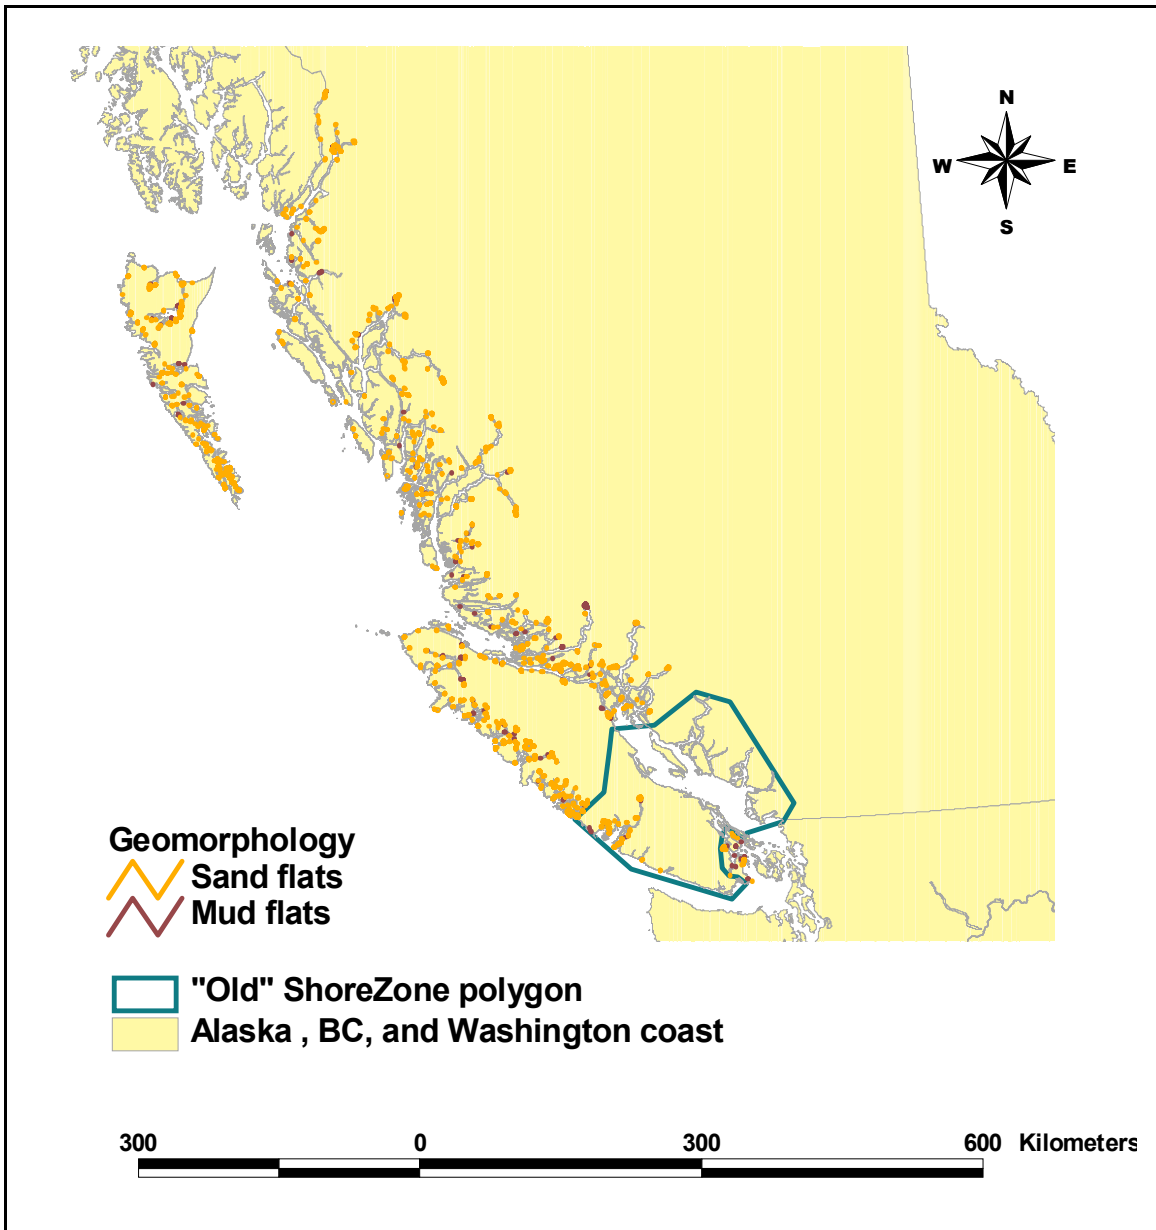 N
W E
S
Geomorphology
Sand flats
Mud flats
"Old" ShoreZone polygon
Alaska , BC, and Washington coast
300 0 300 600 Kilometers